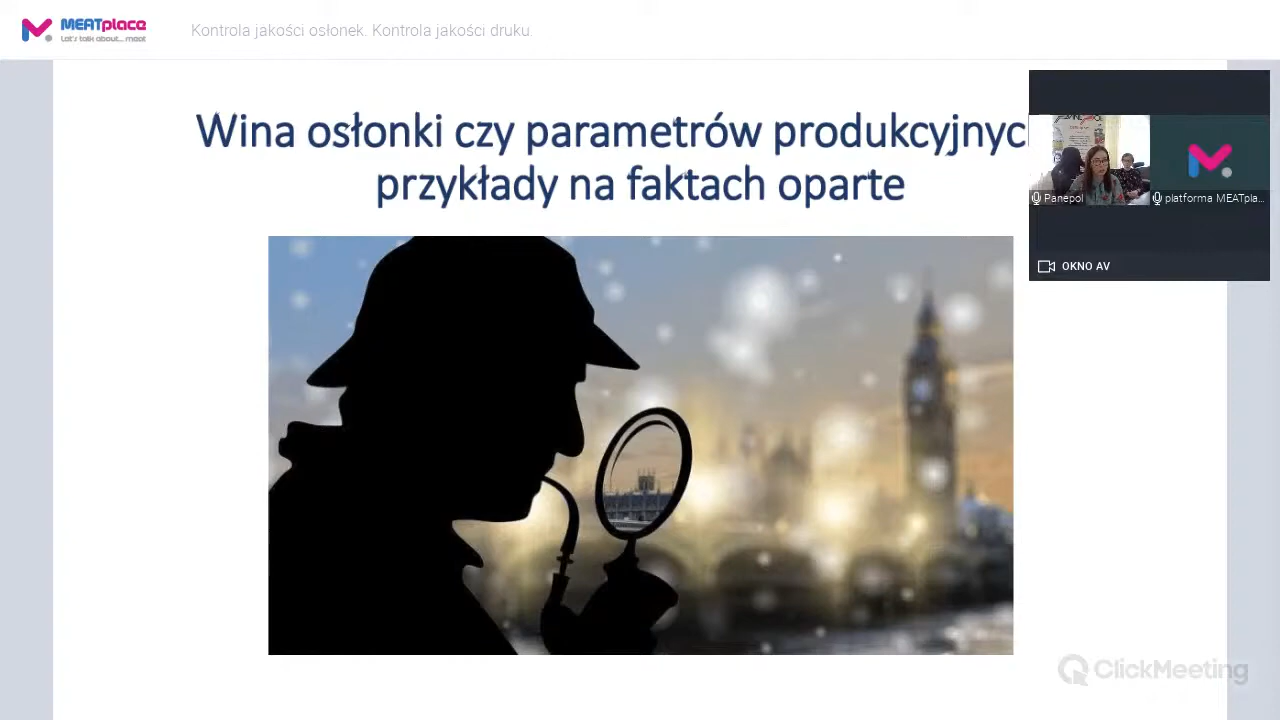 MEATplace
Let's talk about... meat
Kontrola jakości osłonek. Kontrola jakości druku.
Wina osłonki czy parametrów produkcyjnyc
przykłady na faktach oparte
Panepol
platforma MEATpla...
OKNO AV
ClickMeeting